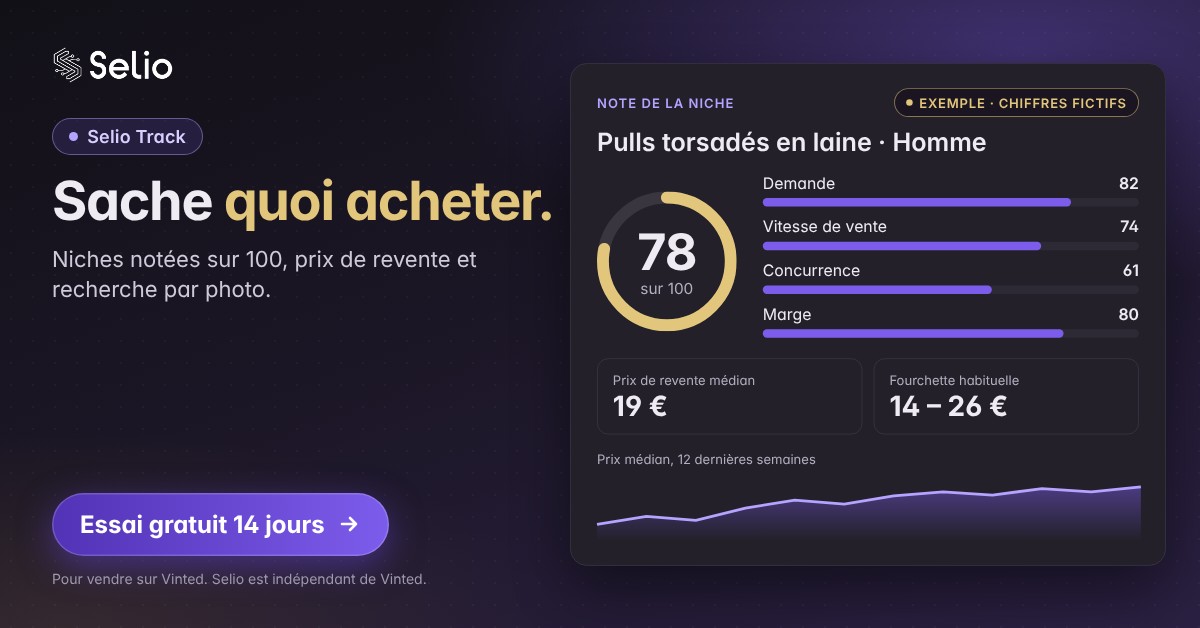 Selio
Selio Track
Sache quoi acheter.
Niches notées sur 100, prix de revente et
recherche par photo.
Essai gratuit 14 jours →
Pour vendre sur Vinted. Selio est indépendant de Vinted.
NOTE DE LA NICHE
EXEMPLE · CHIFFRES FICTIFS
Pulls torsadés en laine · Homme
78
sur 100
Demande 82
Vitesse de vente 74
Concurrence 61
Marge 80
Prix de revente médian
19 €
Fourchette habituelle
14 – 26 €
Prix médian, 12 dernières semaines